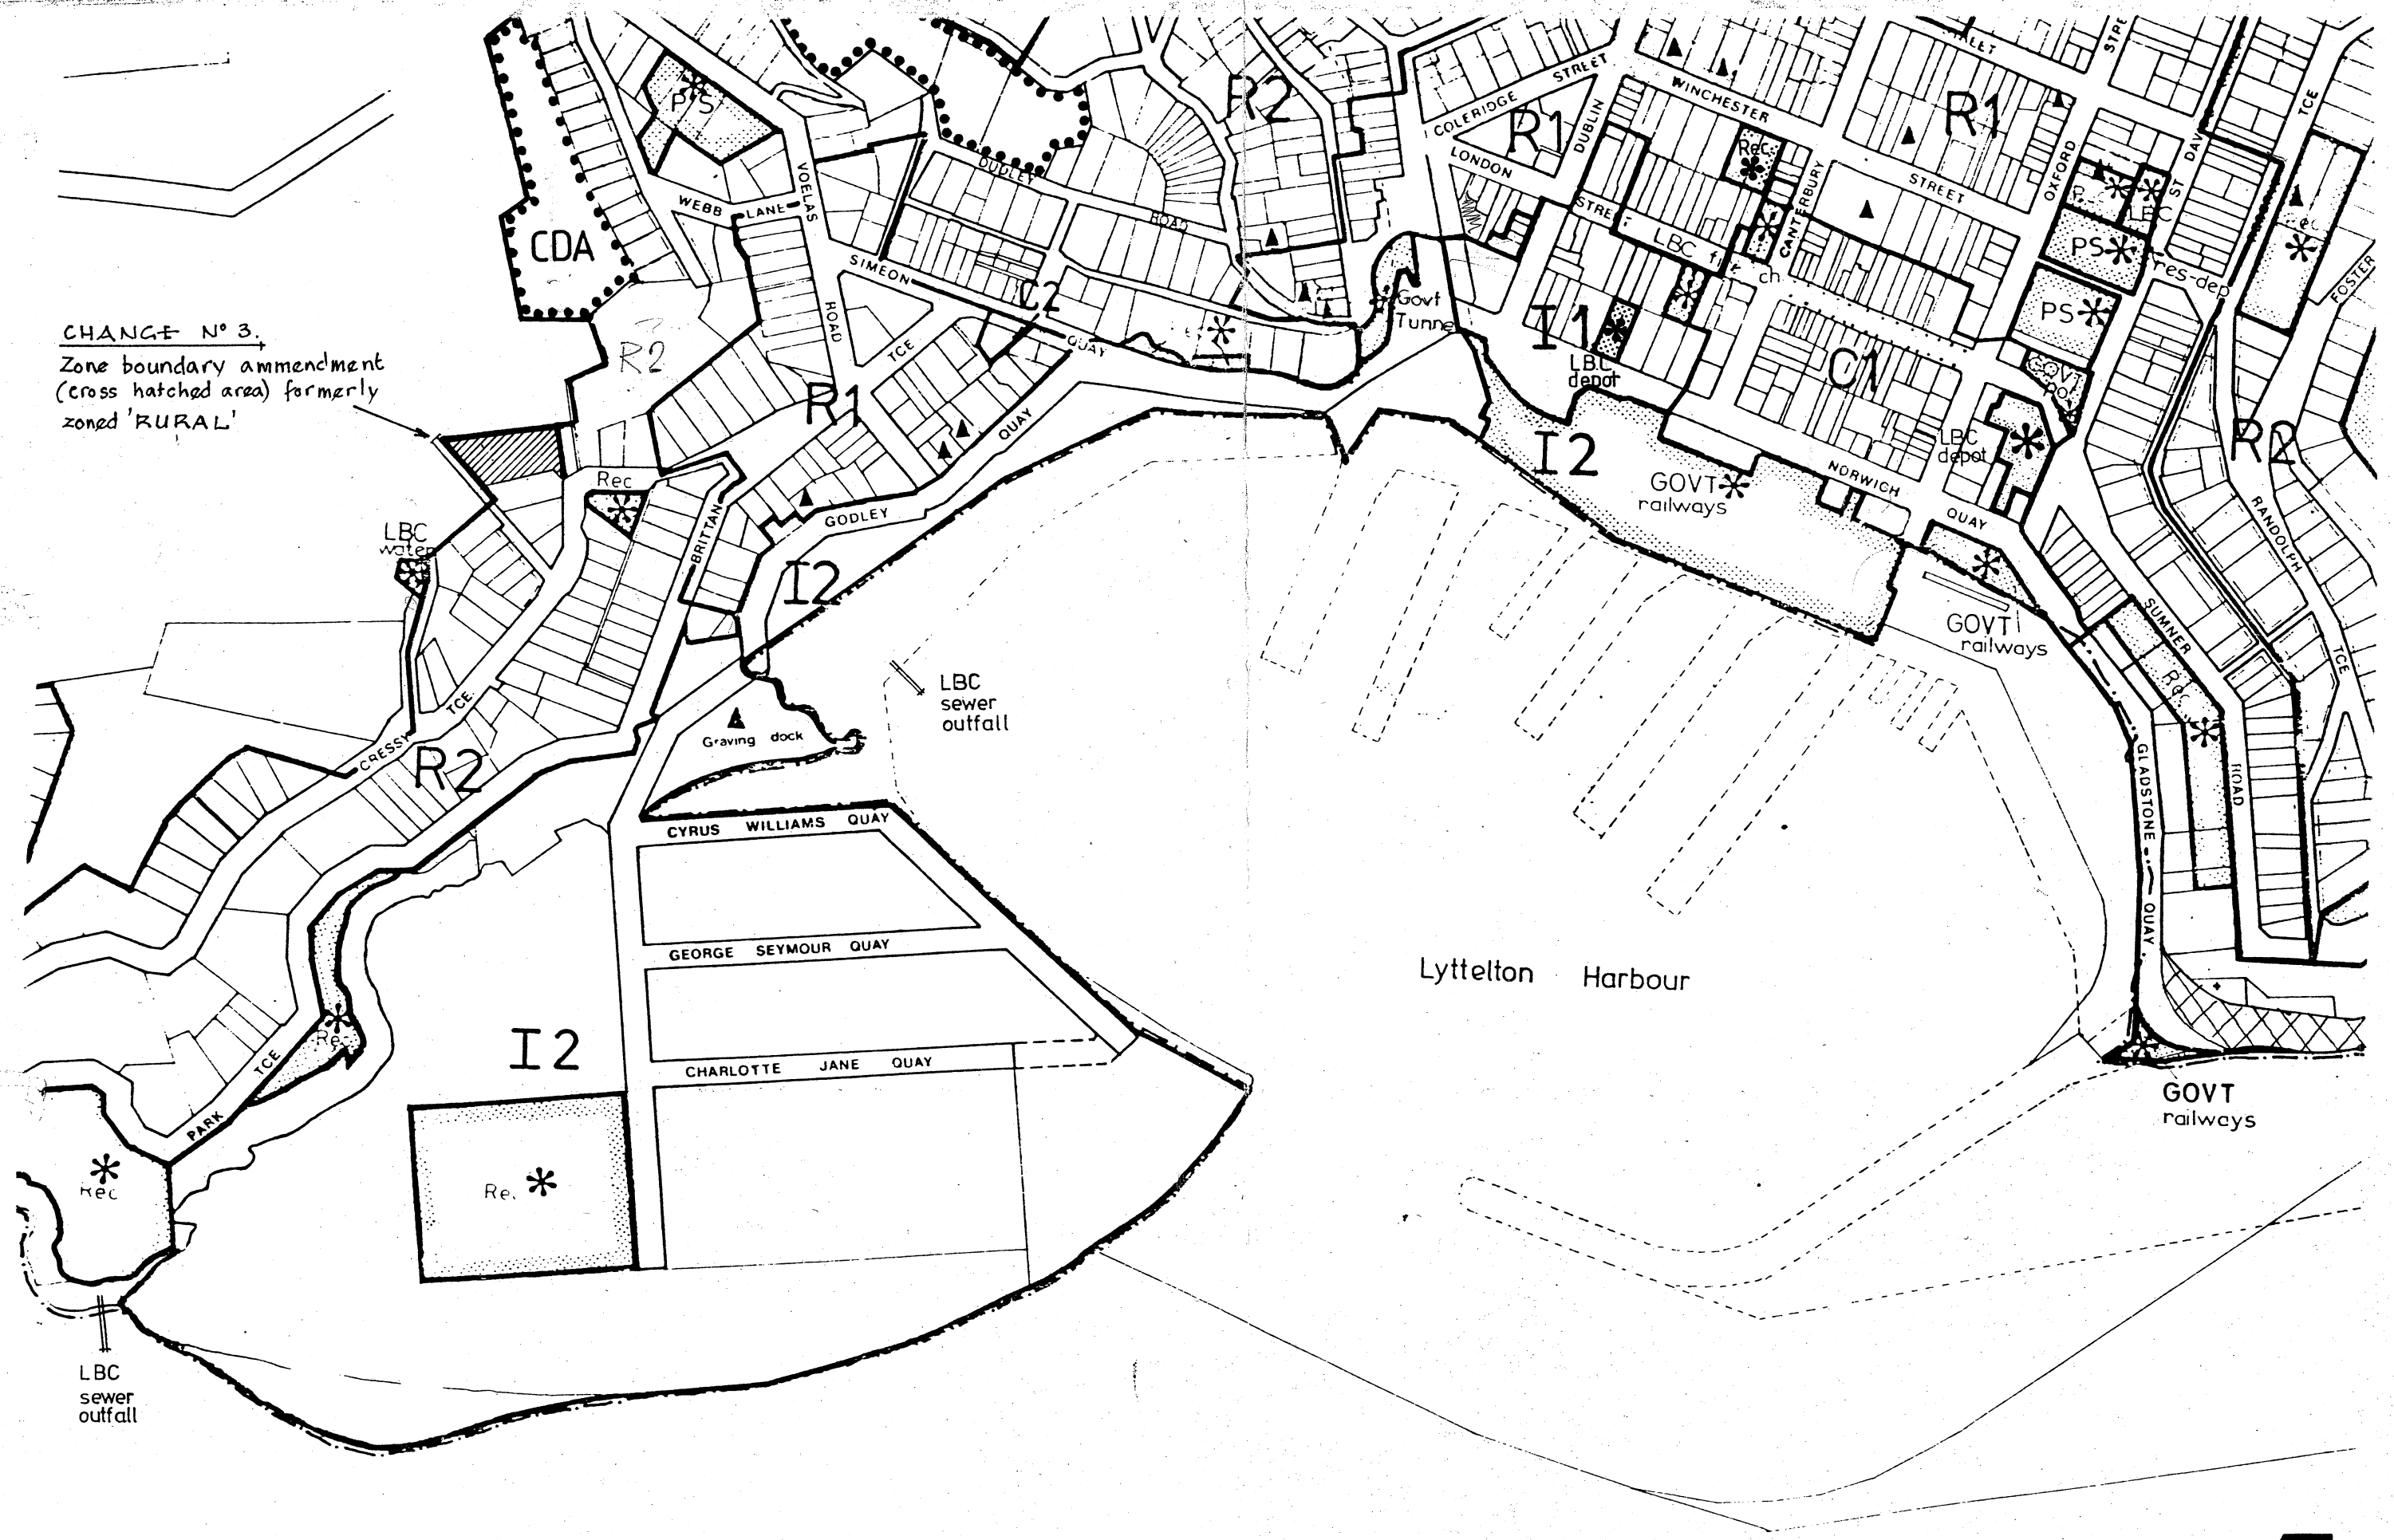 CHANGE Nº 3.
Zone boundary ammendment
(cross hatched area) formerly
zoned 'RURAL'
CDA
PS
WEBB LANE
VOELAS
ROAD
DUDLEY
ROAD
SIMEON
QUAY
C2
R2
TCE
R1
R2
COLERIDGE STREET
R1
LONDON
STREET
DUBLIN
WINCHESTER
STREET
Rec
CANTERBURY
R1
OXFORD
STREET
ST
TCE
LBC
PS
PS
res-dep
FOSTER
Govt
I1
LBC
depot
C1
LBC
depot
R2
RANDOLPH
TCE
I2
GOVT
railways
NORWICH
QUAY
GOVT
railways
SUMNER
ROAD
Rec
GLADSTONE
QUAY
GOVT
railways
QUAY
GODLEY
BRITTAN
Rec
I2
LBC
water
CRESSY
TCE
R2
LBC
sewer
outfall
Graving dock
CYRUS WILLIAMS QUAY
GEORGE SEYMOUR QUAY
CHARLOTTE JANE QUAY
Lyttelton Harbour
I2
PARK
TCE
Rec
LBC
sewer
outfall